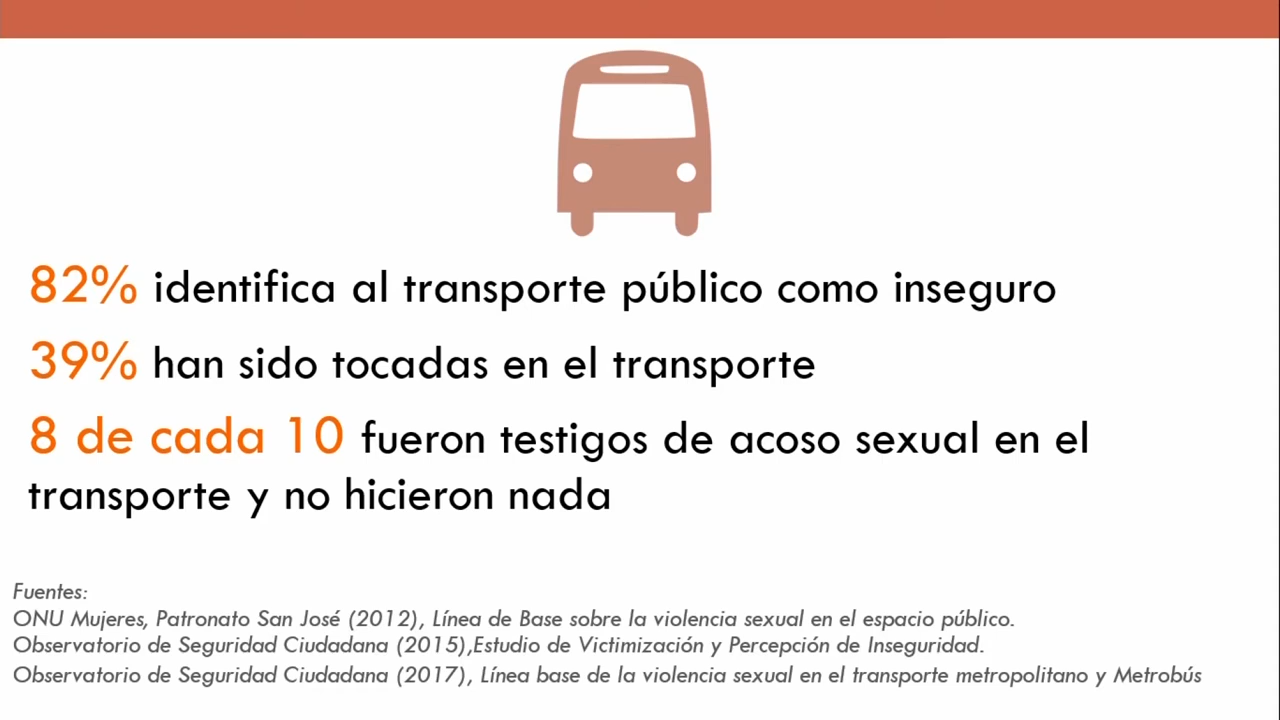 82% identifica al transporte público como inseguro
39% han sido tocadas en el transporte
8 de cada 10 fueron testigos de acoso sexual en el
transporte y no hicieron nada
Fuentes:
ONU Mujeres, Patronato San José (2012), Línea de Base sobre la violencia sexual en el espacio público.
Observatorio de Seguridad Ciudadana (2015),Estudio de Victimización y Percepción de Inseguridad.
Observatorio de Seguridad Ciudadana (2017), Línea base de la violencia sexual en el transporte metropolitano y Metrobús